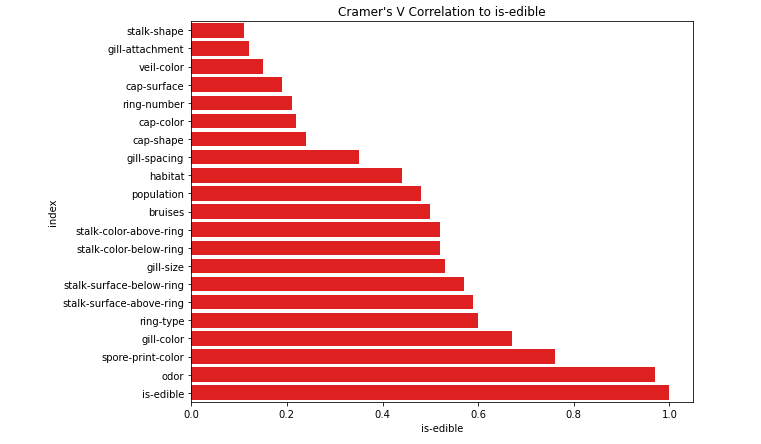 Cramer's V Correlation to is-edible
stalk-shape
gill-attachment
veil-color
cap-surface
ring-number
cap-color
cap-shape
gill-spacing
habitat
population
bruises
stalk-color-above-ring
stalk-color-below-ring
gill-size
stalk-surface-below-ring
stalk-surface-above-ring
ring-type
gill-color
spore-print-color
odor
is-edible
index
0.0 0.2 0.4 0.6 0.8 1.0
is-edible